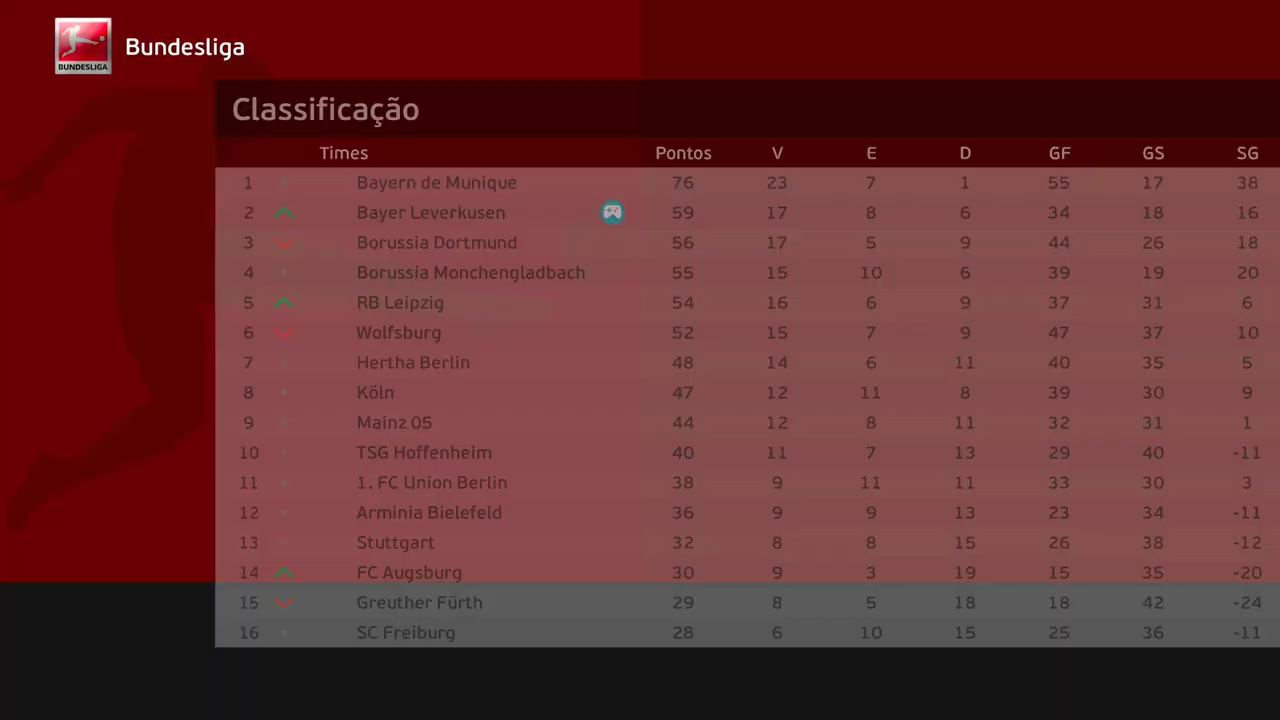 BUNDESLIGA
Bundesliga
Classificação
Times Pontos V E D GF GS SG
1 Bayern de Munique 76 23 7 1 55 17 38
2 Bayer Leverkusen 59 17 8 6 34 18 16
3 Borussia Dortmund 56 17 5 9 44 26 18
4 Borussia Monchengladbach 55 15 10 6 39 19 20
5 RB Leipzig 54 16 6 9 37 31 6
6 Wolfsburg 52 15 7 9 47 37 10
7 Hertha Berlin 48 14 6 11 40 35 5
8 Köln 47 12 11 8 39 30 9
9 Mainz 05 44 12 8 11 32 31 1
10 TSG Hoffenheim 40 11 7 13 29 40 -11
11 1. FC Union Berlin 38 9 11 11 33 30 3
12 Arminia Bielefeld 36 9 9 13 23 34 -11
13 Stuttgart 32 8 8 15 26 38 -12
14 FC Augsburg 30 9 3 19 15 35 -20
15 Greuther Fürth 29 8 5 18 18 42 -24
16 SC Freiburg 28 6 10 15 25 36 -11